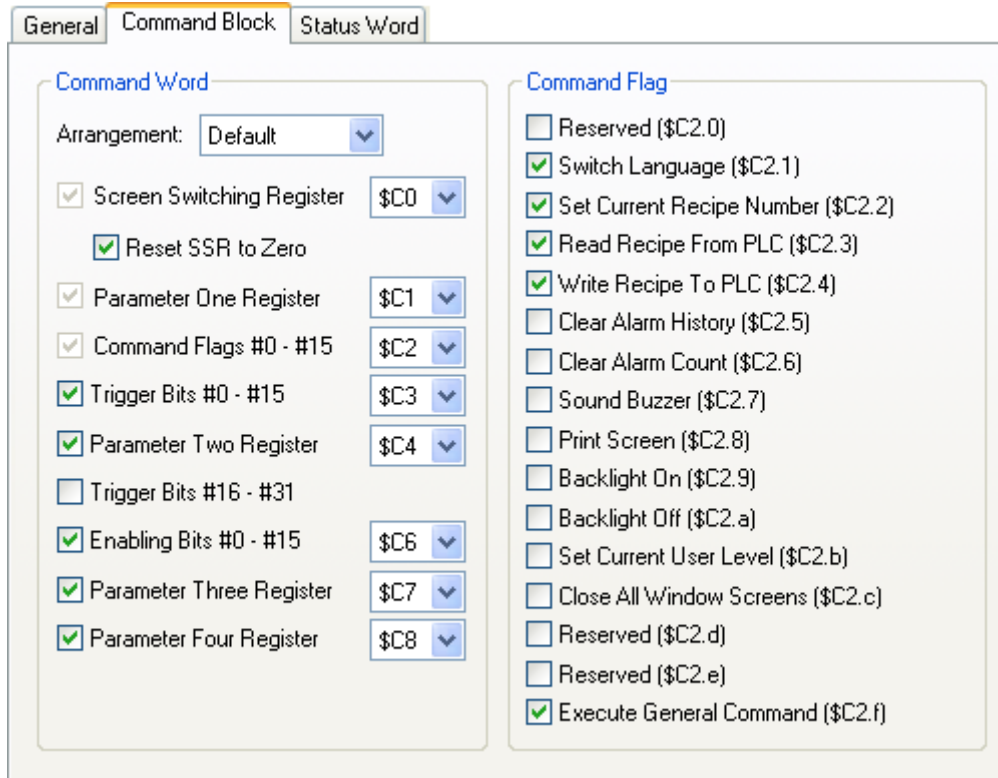 General Command Block Status Word
Command Word
Arrangement: Default
Screen Switching Register $C0
Reset SSR to Zero
Parameter One Register $C1
Command Flags #0 - #15 $C2
Trigger Bits #0 - #15 $C3
Parameter Two Register $C4
Trigger Bits #16 - #31
Enabling Bits #0 - #15 $C6
Parameter Three Register $C7
Parameter Four Register $C8
Command Flag
Reserved ($C2.0)
Switch Language ($C2.1)
Set Current Recipe Number ($C2.2)
Read Recipe From PLC ($C2.3)
Write Recipe To PLC ($C2.4)
Clear Alarm History ($C2.5)
Clear Alarm Count ($C2.6)
Sound Buzzer ($C2.7)
Print Screen ($C2.8)
Backlight On ($C2.9)
Backlight Off ($C2.a)
Set Current User Level ($C2.b)
Close All Window Screens ($C2.c)
Reserved ($C2.d)
Reserved ($C2.e)
Execute General Command ($C2.f)